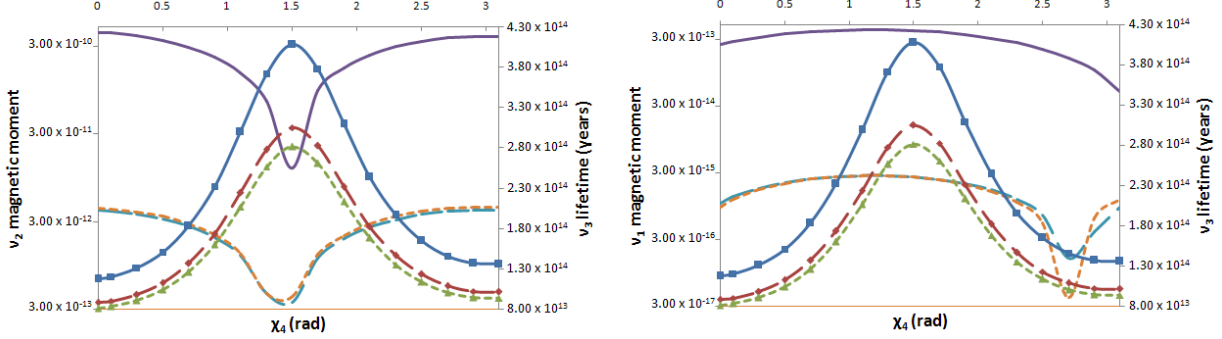 0 0.5 1 1.5 2 2.5 3
3.00 x 10⁻¹⁰
3.00 x 10⁻¹¹
3.00 x 10⁻¹²
3.00 x 10⁻¹³
ν₂ magnetic moment
4.30 x 10¹⁴
3.80 x 10¹⁴
3.30 x 10¹⁴
2.80 x 10¹⁴
2.30 x 10¹⁴
1.80 x 10¹⁴
1.30 x 10¹⁴
8.00 x 10¹³
ν₃ lifetime (γears)
χ₄ (rad)
0 0.5 1 1.5 2 2.5 3
3.00 x 10⁻¹³
3.00 x 10⁻¹⁴
3.00 x 10⁻¹⁵
3.00 x 10⁻¹⁶
3.00 x 10⁻¹⁷
ν₁ magnetic moment
4.30 x 10¹⁴
3.80 x 10¹⁴
3.30 x 10¹⁴
2.80 x 10¹⁴
2.30 x 10¹⁴
1.80 x 10¹⁴
1.30 x 10¹⁴
8.00 x 10¹³
ν₃ lifetime (γears)
χ₄ (rad)